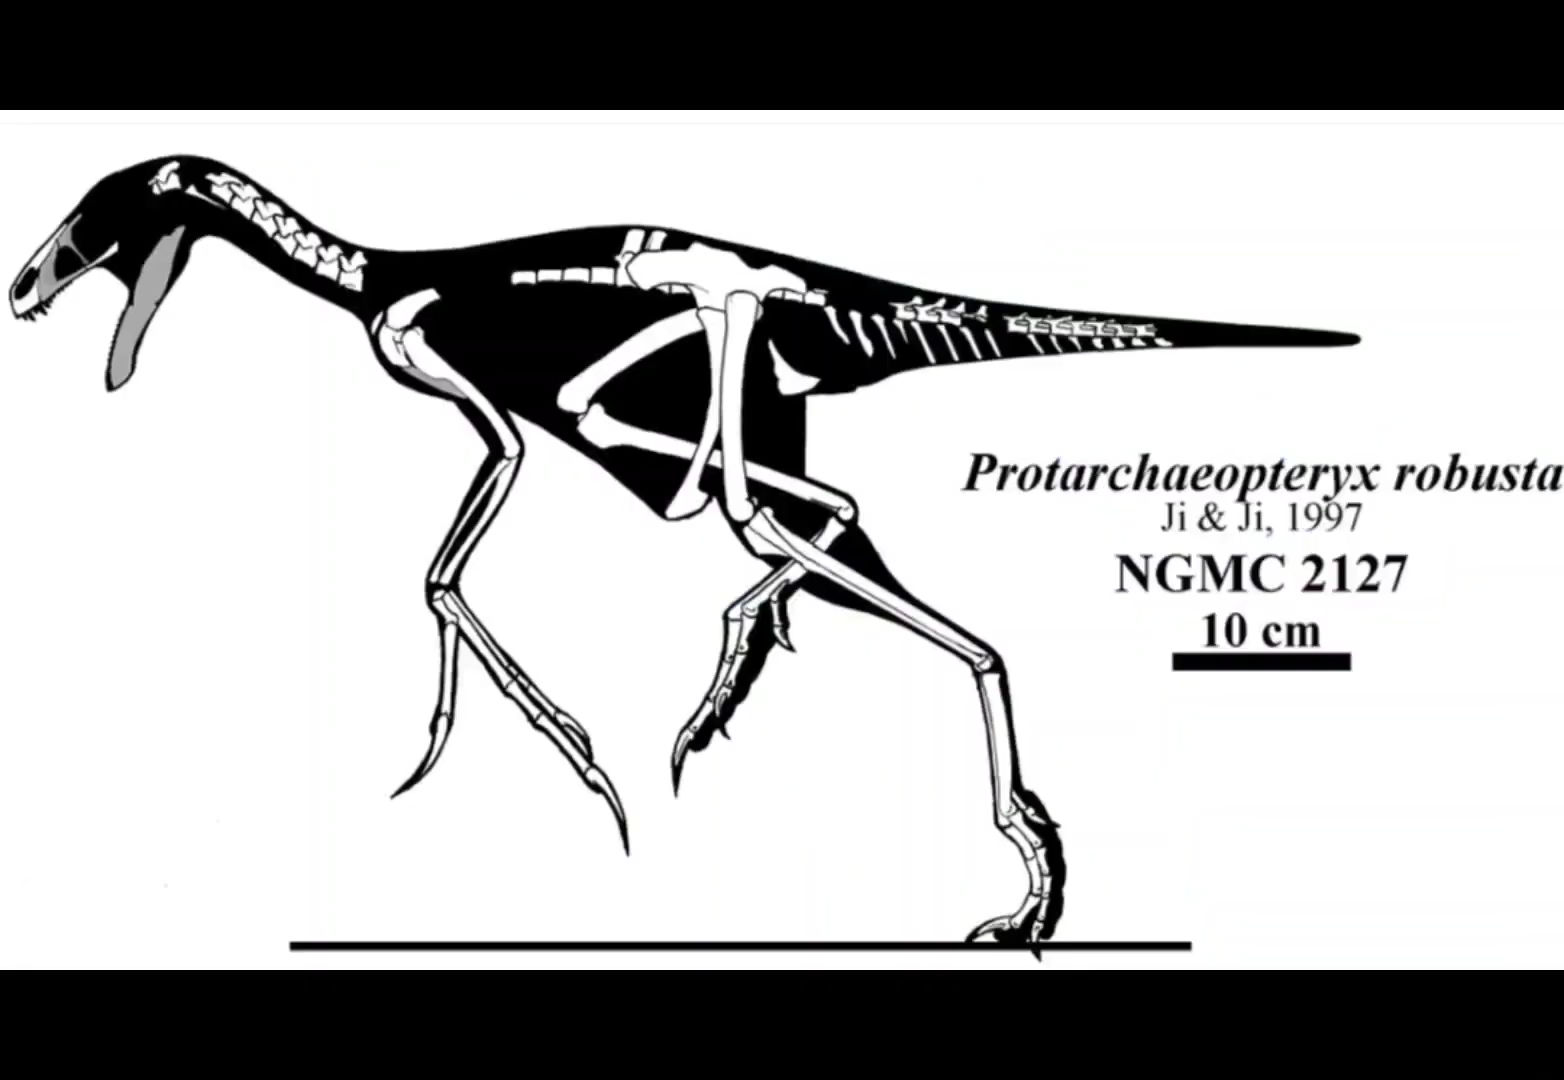 Protarchaeopteryx robusta
Ji & Ji, 1997
NGMC 2127
10 cm